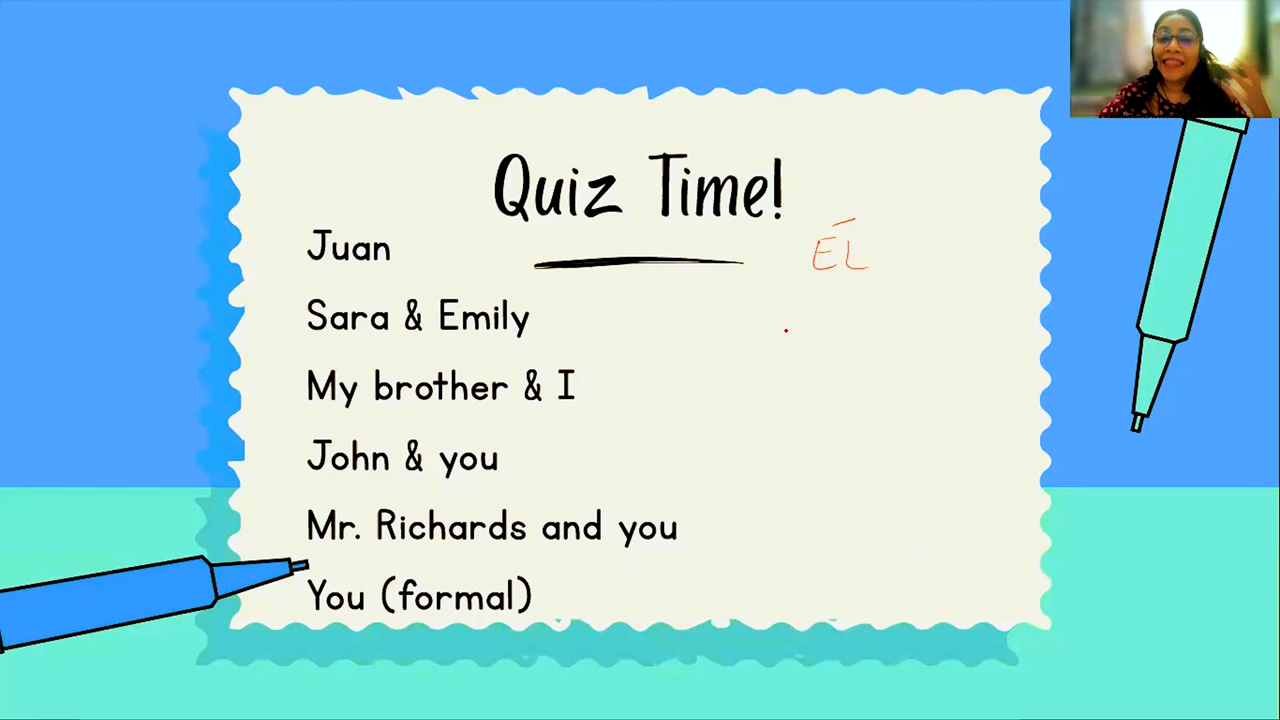 Quiz Time!
Juan ÉL
Sara & Emily
My brother & I
John & you
Mr. Richards and you
You (formal)